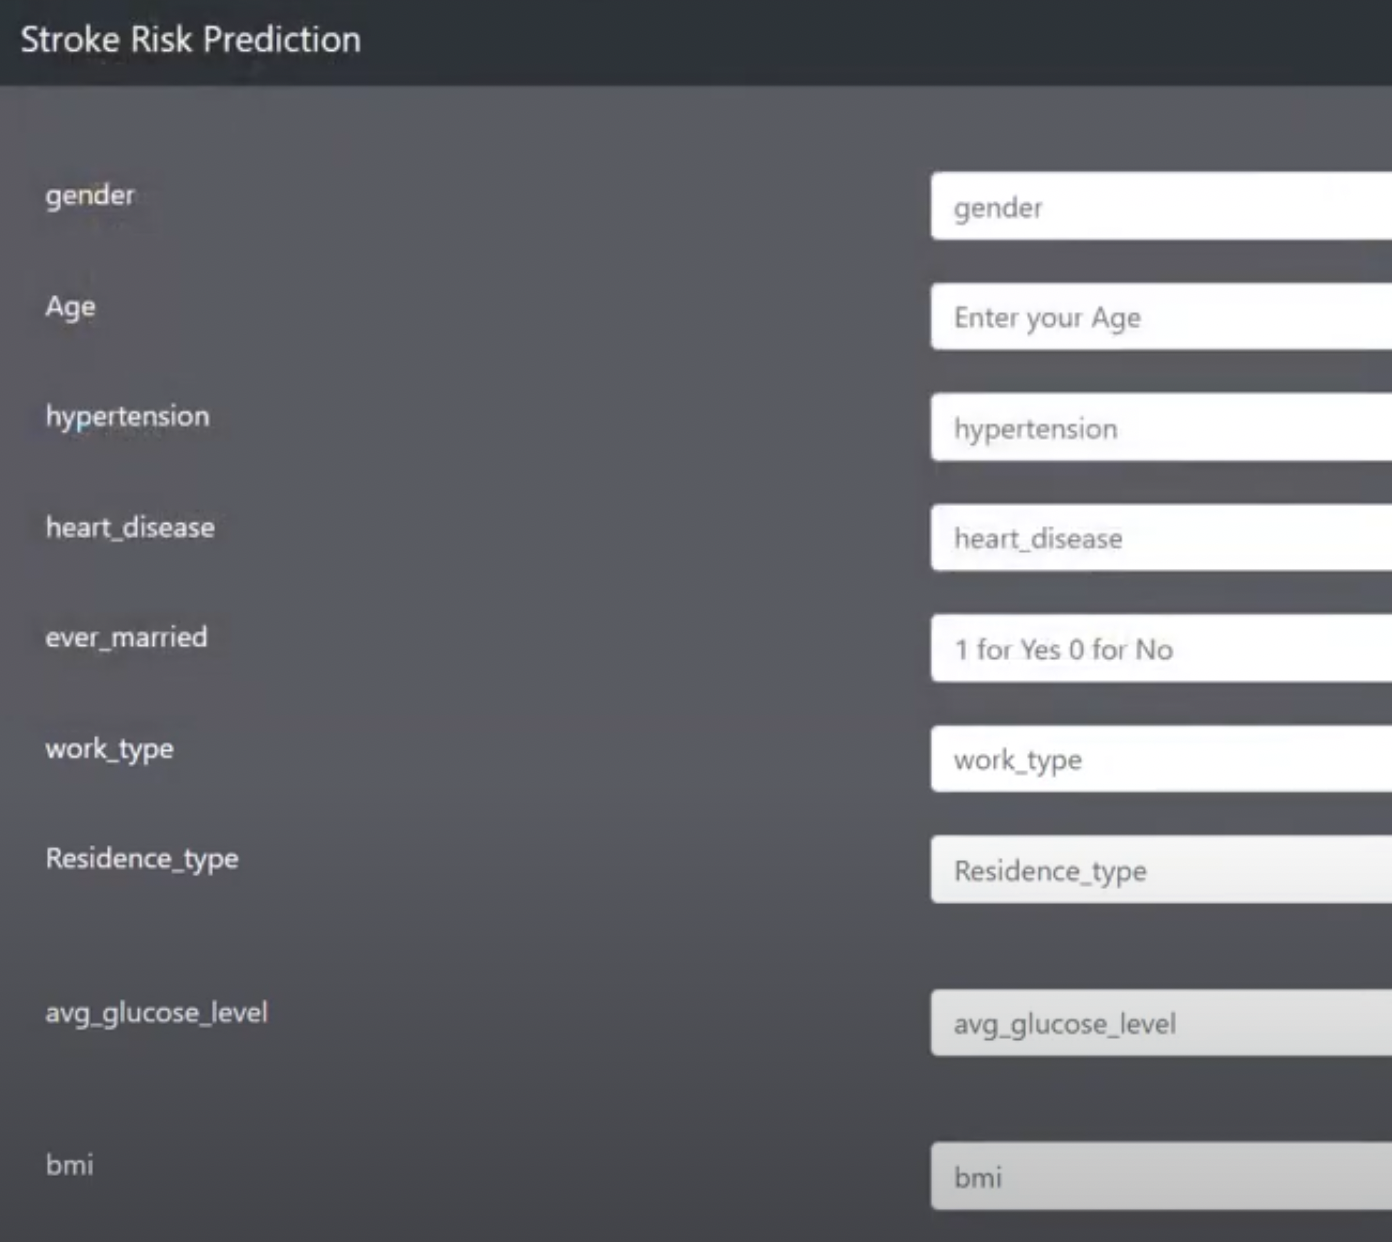 Stroke Risk Prediction
gender
gender
Age
Enter your Age
hypertension
hypertension
heart_disease
heart_disease
ever_married
1 for Yes 0 for No
work_type
work_type
Residence_type
Residence_type
avg_glucose_level
avg_glucose_level
bmi
bmi